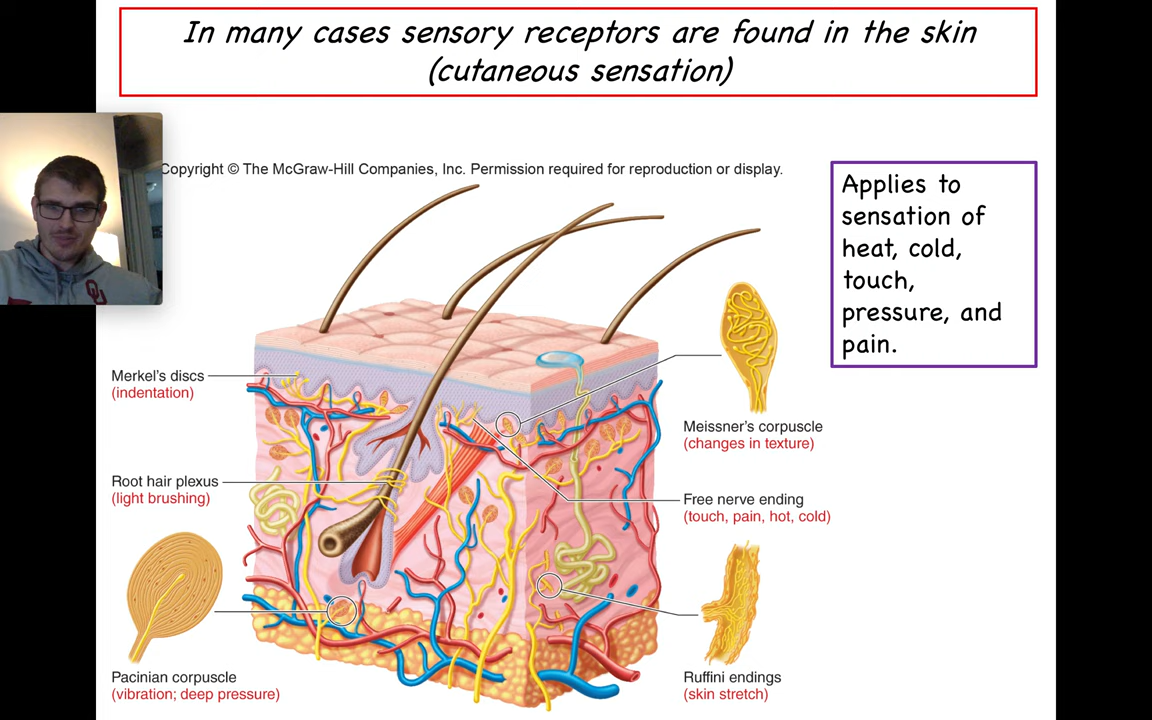 In many cases sensory receptors are found in the skin
(cutaneous sensation)
Copyright © The McGraw-Hill Companies, Inc. Permission required for reproduction or display.
Applies to
sensation of
heat, cold,
touch,
pressure, and
pain.
OU
Merkel's discs
(indentation)
Root hair plexus
(light brushing)
Pacinian corpuscle
(vibration; deep pressure)
Meissner's corpuscle
(changes in texture)
Free nerve ending
(touch, pain, hot, cold)
Ruffini endings
(skin stretch)